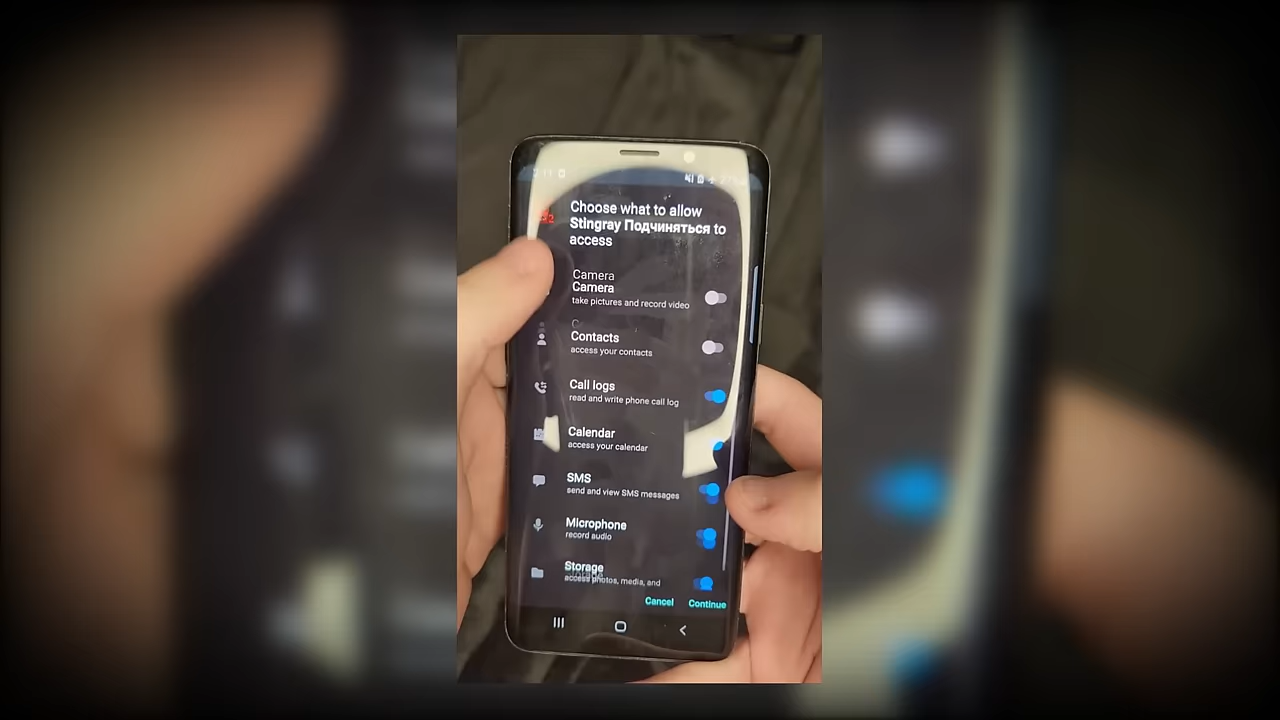 Choose what to allow
Stingray Подчиняться to
access
Camera
Camera
take pictures and record video
Contacts
access your contacts
Call logs
read and write phone call log
Calendar
access your calendar
SMS
send and view SMS messages
Microphone
record audio
Storage
access photos, media, and
Cancel
Continue